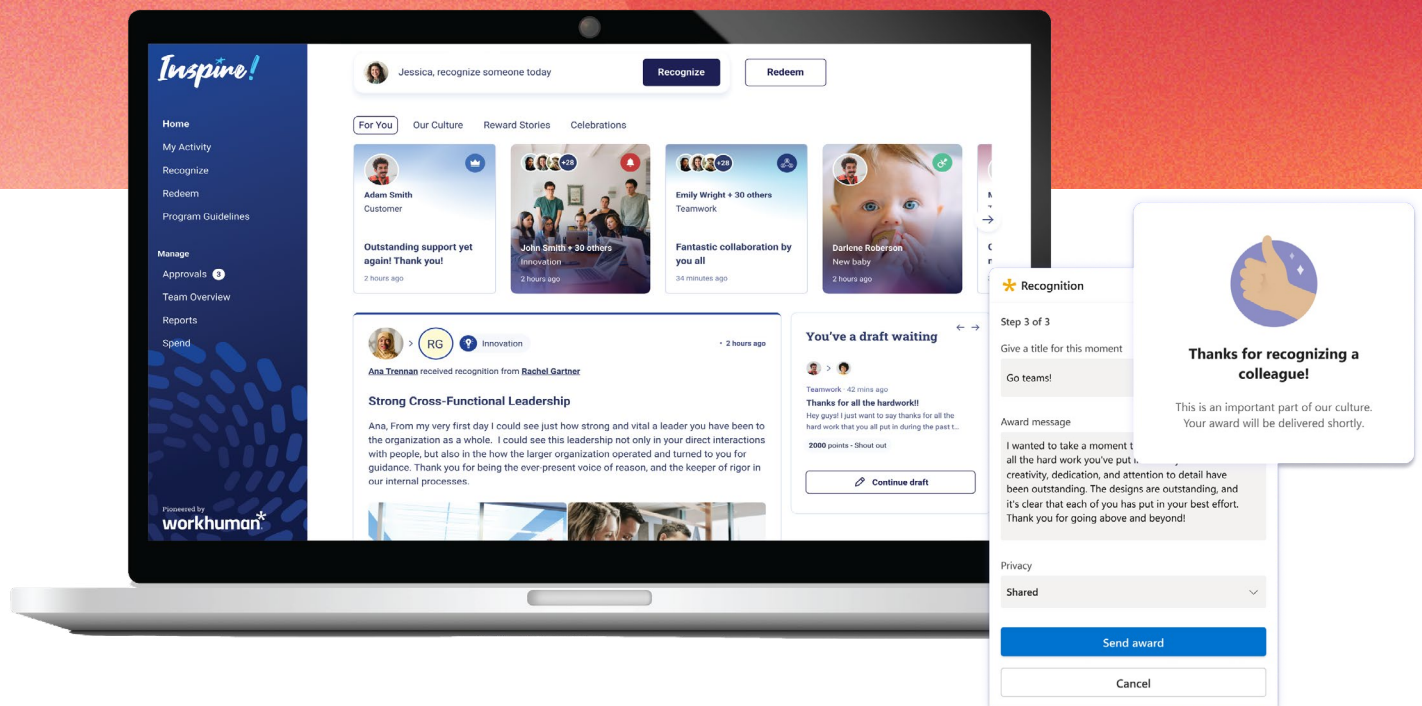 Inspire!
Home
My Activity
Recognize
Redeem
Program Guidelines
Manage
Approvals 3
Team Overview
Reports
Spend
Pioneered by
workhuman*
Jessica, recognize someone today
Recognize
Redeem
For You
Our Culture
Reward Stories
Celebrations
Adam Smith
Customer
Outstanding support yet
again! Thank you!
2 hours ago
+28
John Smith + 30 others
Innovation
2 hours ago
+28
Emily Wright + 30 others
Teamwork
Fantastic collaboration by
you all
34 minutes ago
Darlene Roberson
New baby
2 hours ago
> RG Innovation
• 2 hours ago
Ana Trennan received recognition from Rachel Gartner
Strong Cross-Functional Leadership
Ana, From my very first day I could see just how strong and vital a leader you have been to
the organization as a whole. I could see this leadership not only in your direct interactions
with people, but also in the how the larger organization operated and turned to you for
guidance. Thank you for being the ever-present voice of reason, and the keeper of rigor in
our internal processes.
You've a draft waiting
Teamwork · 42 mins ago
Thanks for all the hardwork!!
Hey guys! I just want to say thanks for all the
hard work that you all put in during the past t...
2000 points - Shout out
Continue draft
Recognition
Step 3 of 3
Give a title for this moment
Go teams!
Award message
I wanted to take a moment t
all the hard work you've put
creativity, dedication, and attention to detail have
been outstanding. The designs are outstanding, and
it's clear that each of you has put in your best effort.
Thank you for going above and beyond!
Privacy
Shared
Send award
Cancel
Thanks for recognizing a
colleague!
This is an important part of our culture.
Your award will be delivered shortly.